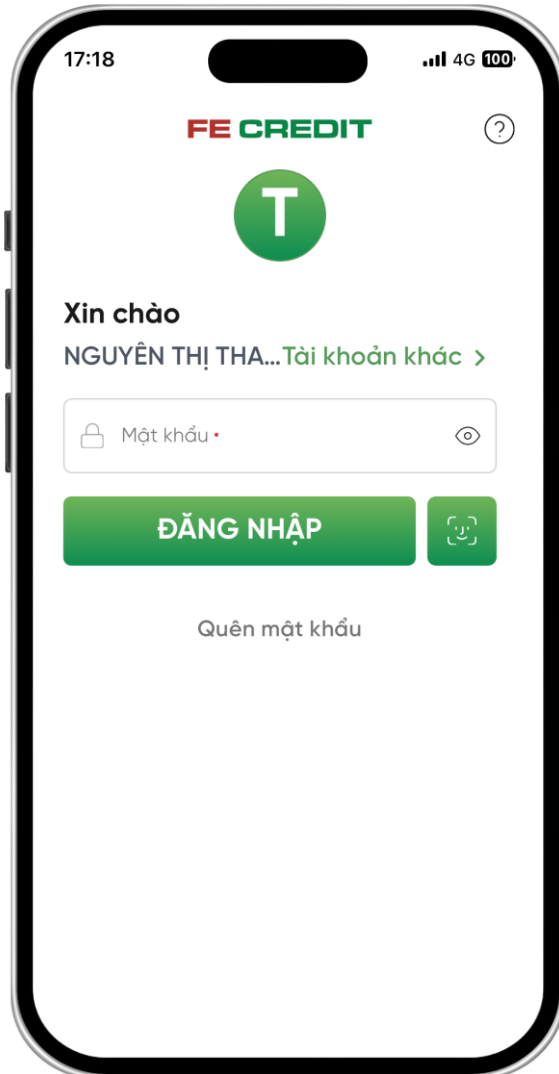 17:18 4G 100
FE CREDIT
?
T
Xin chào
NGUYÊN THỊ THA... Tài khoản khác >
Mật khẩu •
ĐĂNG NHẬP
Quên mật khẩu